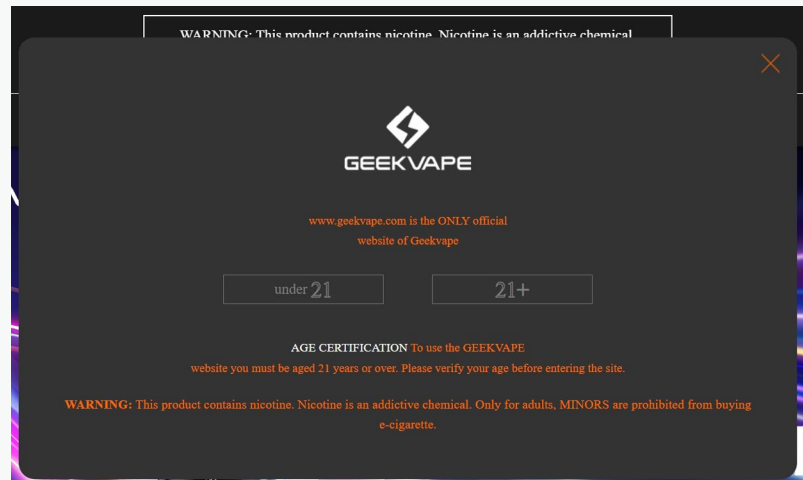 WARNING: This product contains nicotine. Nicotine is an addictive chemical.
GEEKVAPE
www.geekvape.com is the ONLY official
website of Geekvape
under 21
21+
AGE CERTIFICATION To use the GEEKVAPE
website you must be aged 21 years or over. Please verify your age before entering the site.
WARNING: This product contains nicotine. Nicotine is an addictive chemical. Only for adults, MINORS are prohibited from buying
e-cigarette.